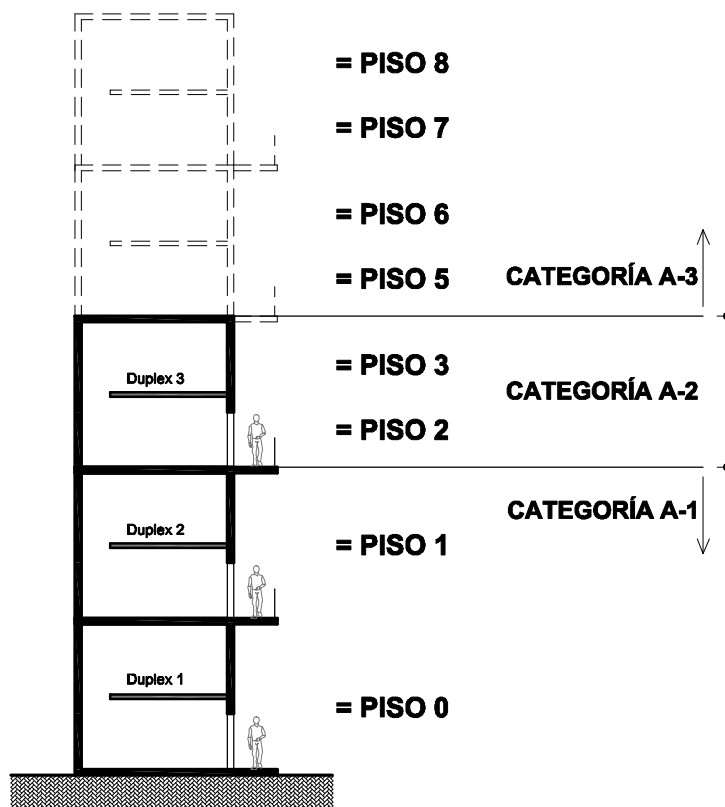 = PISO 8
= PISO 7
= PISO 6
= PISO 5
CATEGORÍA A-3
= PISO 3
Duplex 3
CATEGORÍA A-2
= PISO 2
CATEGORÍA A-1
Duplex 2
= PISO 1
Duplex 1
= PISO 0